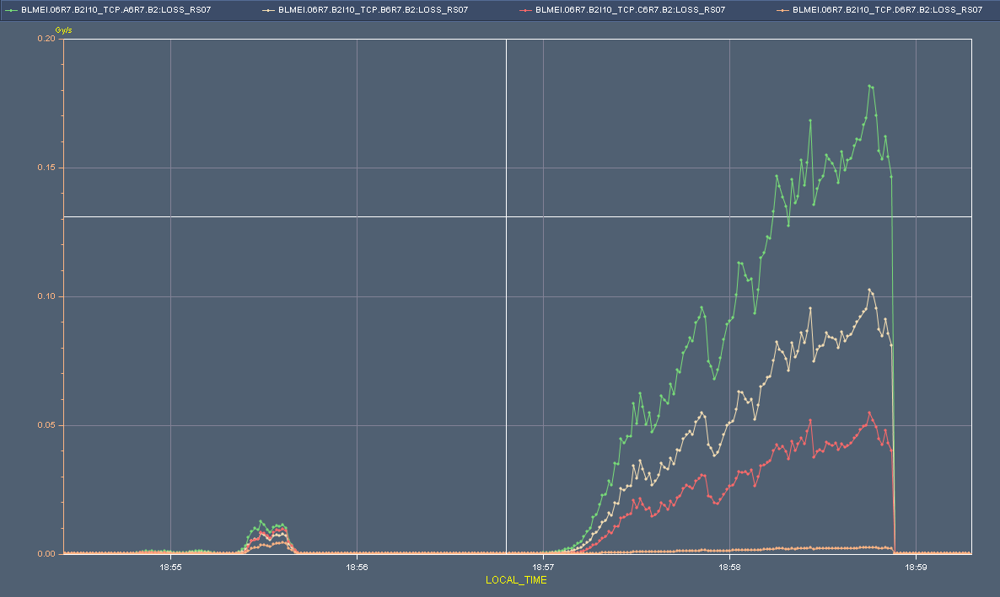 BLMEI.06R7.B2I10_TCP.A6R7.B2:LOSS_RS07 BLMEI.06R7.B2I10_TCP.B6R7.B2:LOSS_RS07 BLMEI.06R7.B2I10_TCP.C6R7.B2:LOSS_RS07 BLMEI.06R7.B2I10_TCP.D6R7.B2:LOSS_RS07
Gy/s
0.20
0.15
0.10
0.05
0.00
18:55 18:56 18:57 18:58 18:59
LOCAL_TIME